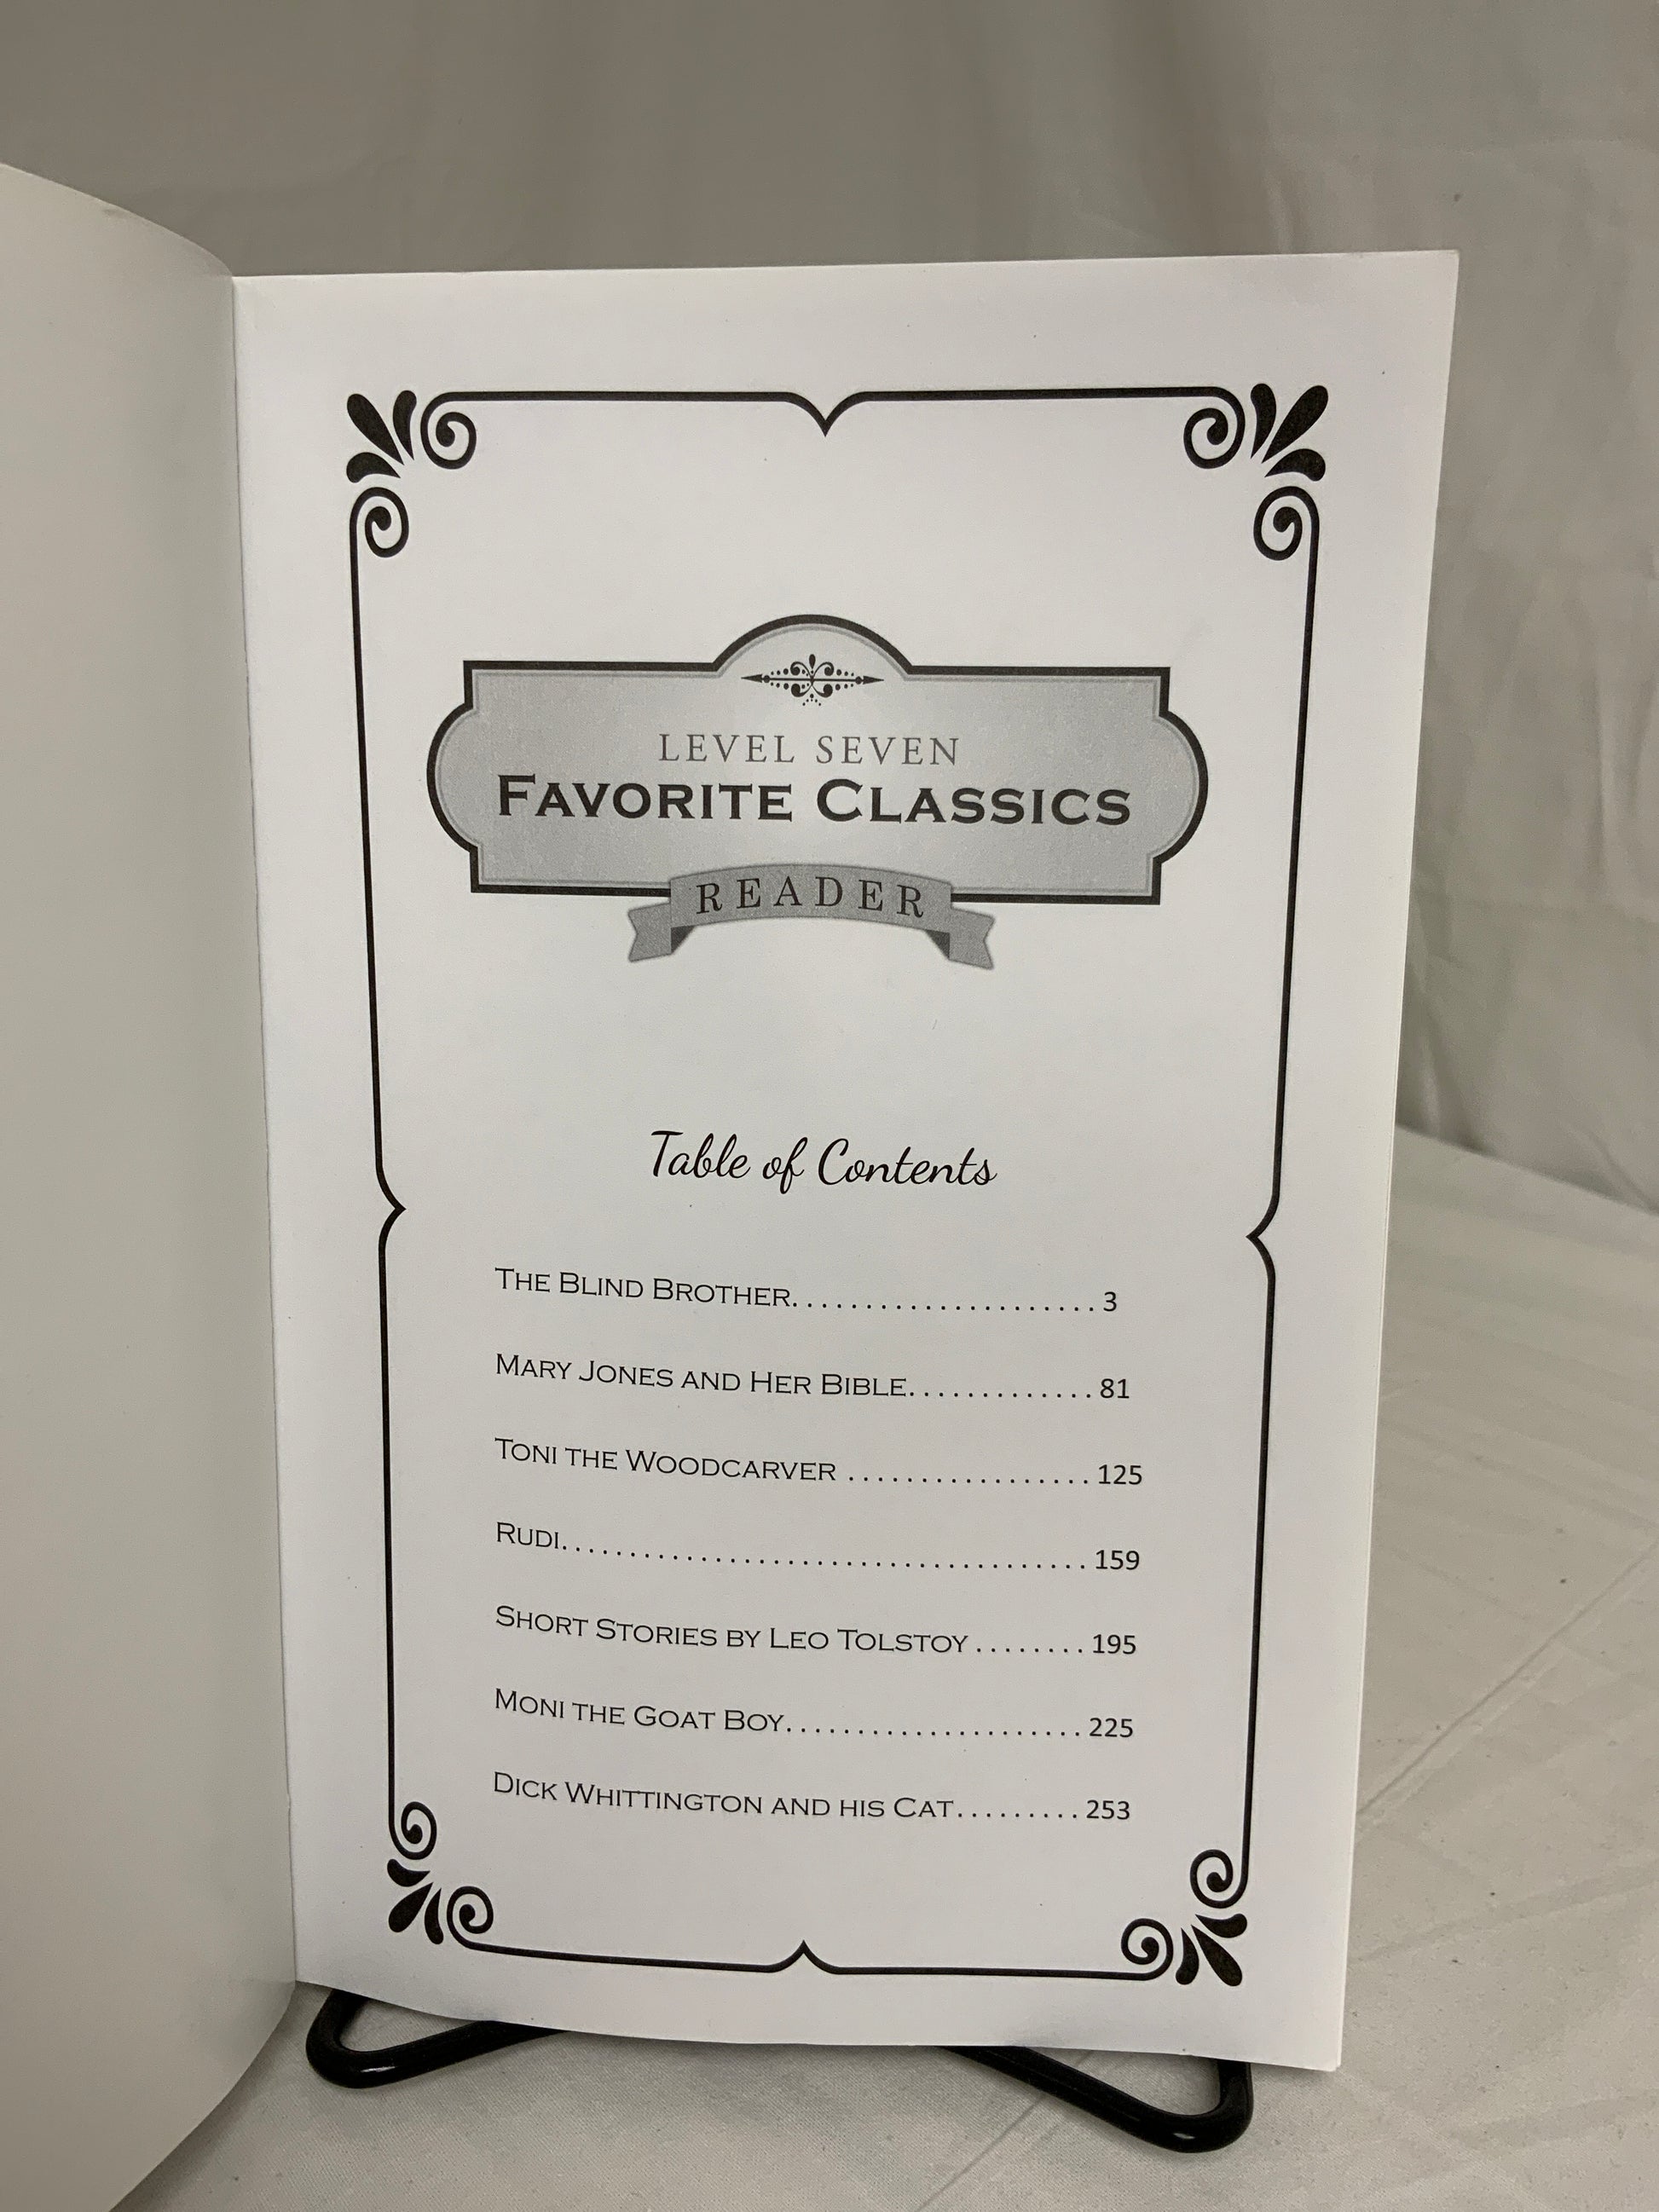 LEVEL SEVEN
FAVORITE CLASSICS
READER
Table of Contents
THE BLIND BROTHER. . . . . . . . . . . . . . . . . . . . . . 3
MARY JONES AND HER BIBLE. . . . . . . . . . . . . 81
TONI THE WOODCARVER . . . . . . . . . . . . . . . . . 125
RUDI. . . . . . . . . . . . . . . . . . . . . . . . . . . . . . . . . . . . . 159
SHORT STORIES BY LEO TOLSTOY . . . . . . . . 195
MONI THE GOAT BOY. . . . . . . . . . . . . . . . . . . . . 225
DICK WHITTINGTON AND HIS CAT. . . . . . . . . 253